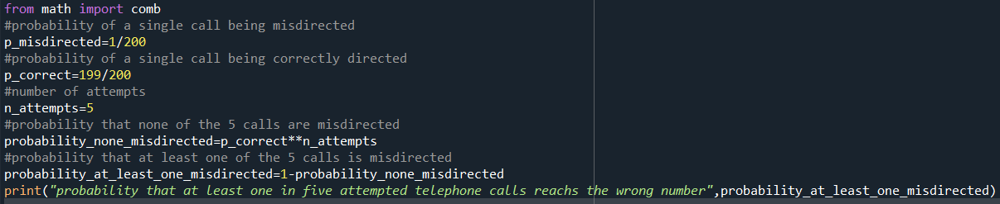 from math import comb
#probability of a single call being misdirected
p_misdirected=1/200
#probability of a single call being correctly directed
p_correct=199/200
#number of attempts
n_attempts=5
#probability that none of the 5 calls are misdirected
probability_none_misdirected=p_correct**n_attempts
#probability that at least one of the 5 calls is misdirected
probability_at_least_one_misdirected=1-probability_none_misdirected
print("probability that at least one in five attempted telephone calls reachs the wrong number",probability_at_least_one_misdirected)